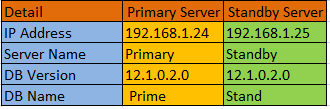 Detail Primary Server Standby Server
IP Address 192.168.1.24 192.168.1.25
Server Name Primary Standby
DB Version 12.1.0.2.0 12.1.0.2.0
DB Name Prime Stand